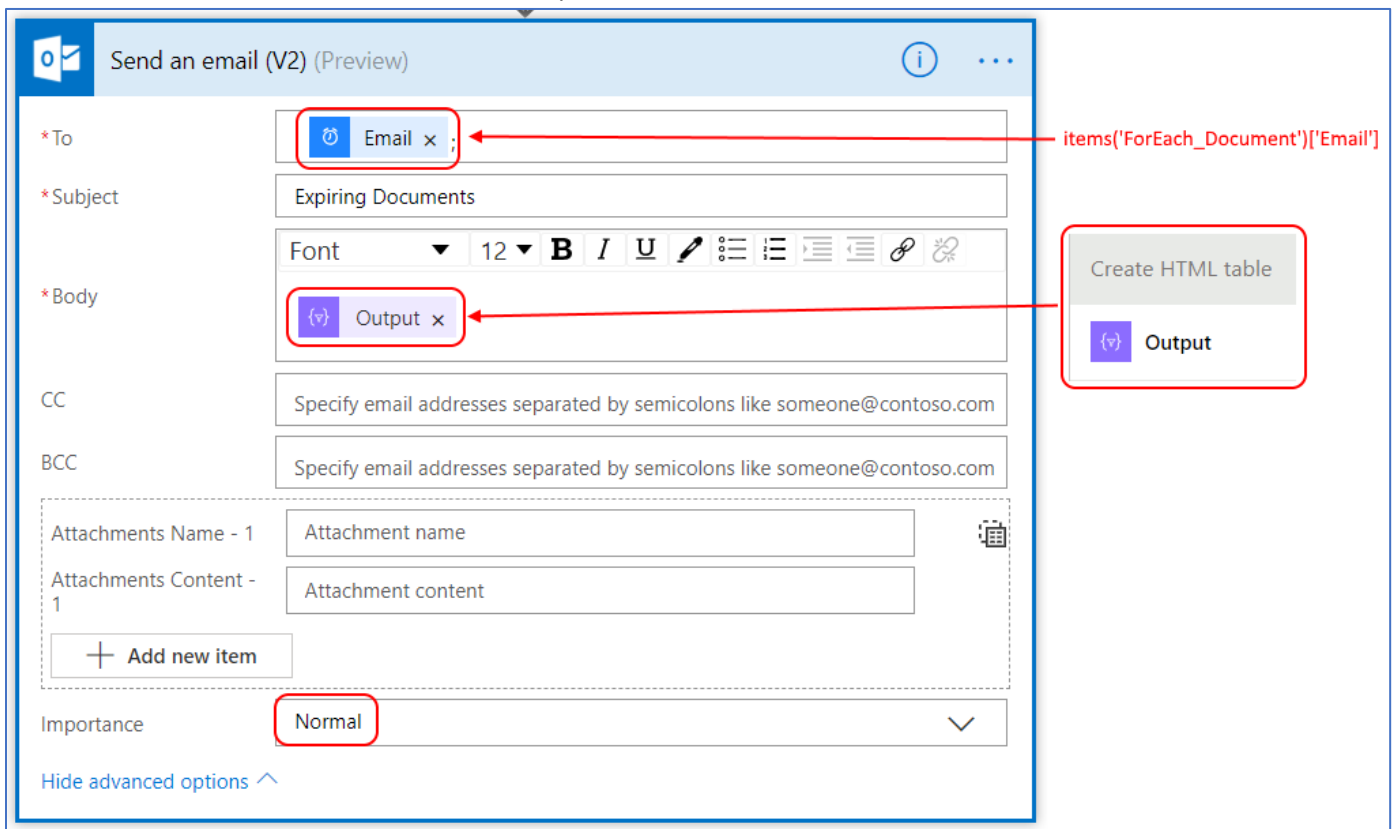 Send an email (V2) (Preview)
*To
Email × ;
items('ForEach_Document')['Email']
*Subject
Expiring Documents
Font 12 B I U
*Body
Output ×
Create HTML table
Output
CC
Specify email addresses separated by semicolons like someone@contoso.com
BCC
Specify email addresses separated by semicolons like someone@contoso.com
Attachments Name - 1
Attachment name
Attachments Content -
1
Attachment content
Add new item
Importance
Normal
Hide advanced options